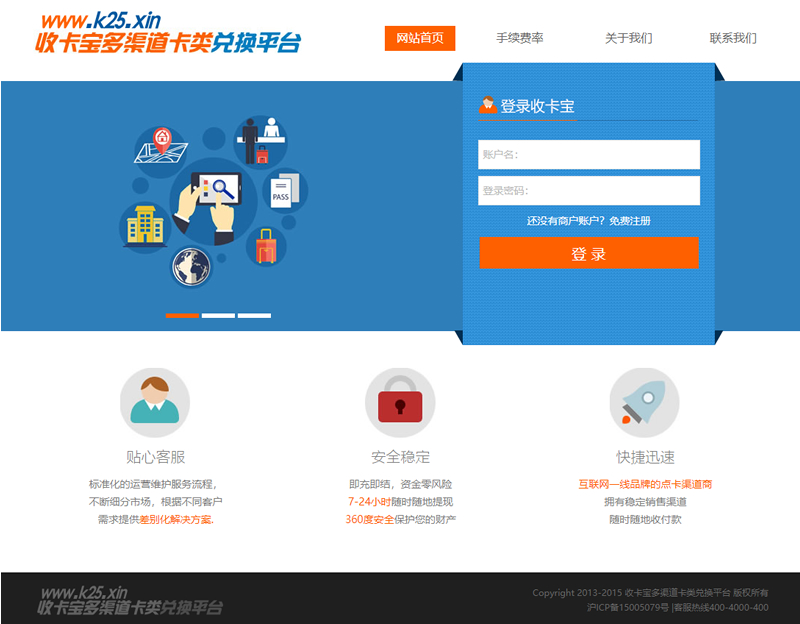 www.k25.xin
收卡宝多渠道卡类兑换平台
网站首页 手续费率 关于我们 联系我们
登录收卡宝
账户名:
登录密码:
还没有商户账户？免费注册
登 录
PASS
贴心客服 安全稳定 快捷迅速
标准化的运营维护服务流程， 即充即结，资金零风险 互联网一线品牌的点卡渠道商
不断细分市场，根据不同客户 7-24小时随时随地提现 拥有稳定销售渠道
需求提供差别化解决方案. 360度安全保护您的财产 随时随地收付款
www.k25.xin
收卡宝多渠道卡类兑换平台
Copyright 2013-2015 收卡宝多渠道卡类兑换平台 版权所有
沪ICP备15005079号 |客服热线400-4000-400